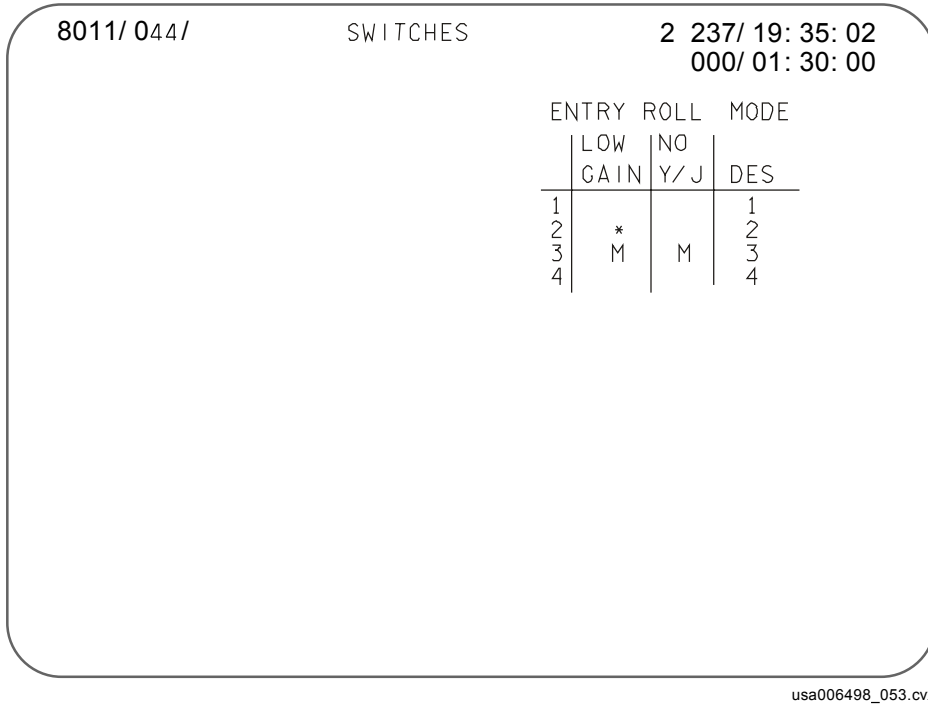 8011/ 044/ SWITCHES 2 237/ 19: 35: 02
000/ 01: 30: 00
ENTRY ROLL MODE
LOW NO
GAIN Y/J DES
1 1
2 * 2
3 M M 3
4 4
usa006498_053.cv